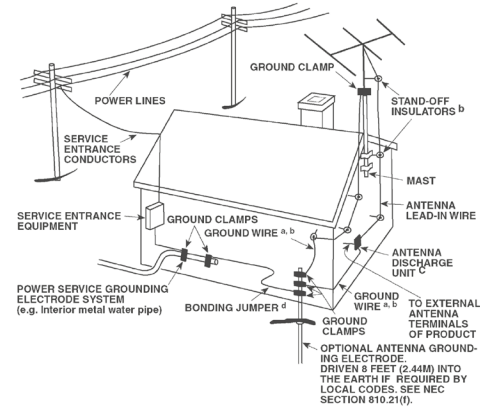 GROUND CLAMP
POWER LINES
STAND-OFF
INSULATORS b
SERVICE
ENTRANCE
CONDUCTORS
MAST
ANTENNA
LEAD-IN WIRE
SERVICE ENTRANCE
EQUIPMENT
GROUND CLAMPS
GROUND WIRE a, b
ANTENNA
DISCHARGE
UNIT C
POWER SERVICE GROUNDING
ELECTRODE SYSTEM
(e.g. Interior metal water pipe)
BONDING JUMPER d
GROUND
WIRE a, b
GROUND
CLAMPS
TO EXTERNAL
ANTENNA
TERMINALS
OF PRODUCT
OPTIONAL ANTENNA GROUND-
ING ELECTRODE.
DRIVEN 8 FEET (2.44M) INTO
THE EARTH IF REQUIRED BY
LOCAL CODES. SEE NEC
SECTION 810.21(f).